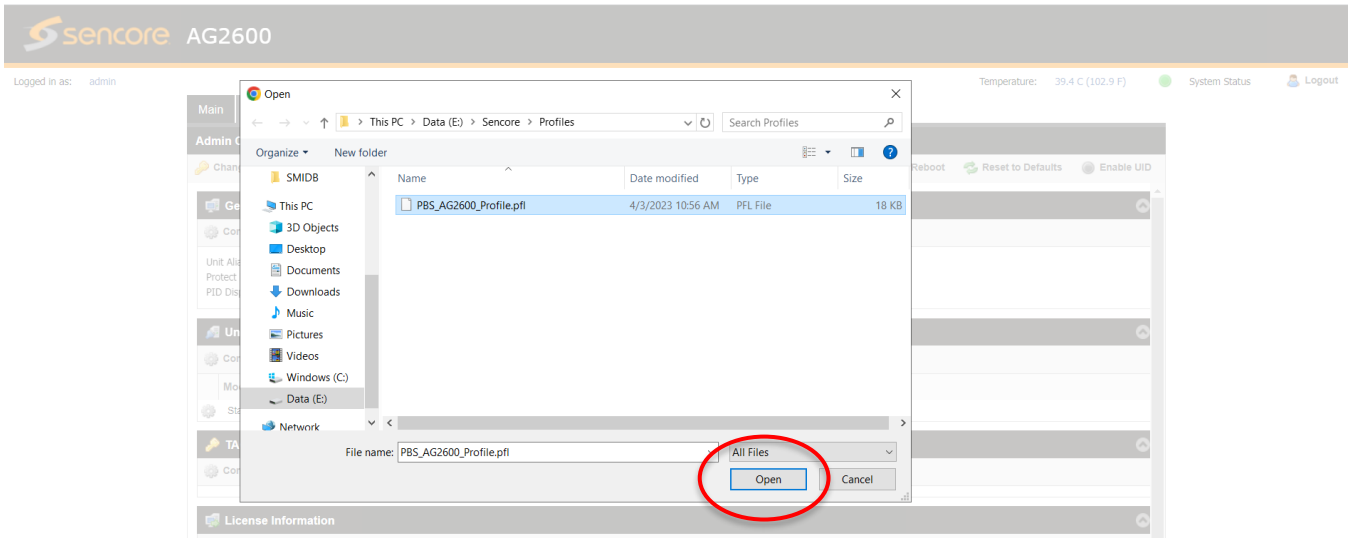 sencore AG2600
Logged in as: admin
Temperature: 39.4 C (102.9 F) System Status Logout
Open
Main
This PC > Data (E:) > Sencore > Profiles Search Profiles
Admin
Organize New folder
Reboot Reset to Defaults Enable UID
SMIDB
Name Date modified Type Size
This PC
PBS_AG2600_Profile.pfl 4/3/2023 10:56 AM PFL File 18 KB
3D Objects
Desktop
Unit
Documents
Protect
Downloads
PID
Music
Pictures
Videos
Windows (C:)
Data (E:)
Network
File name: PBS_AG2600_Profile.pfl All Files
Open Cancel
License Information